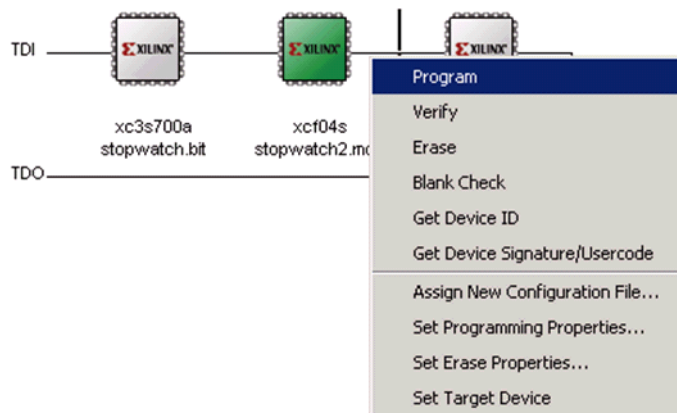 TDI
XILINX
XILINX
XILINX
xc3s700a
stopwatch.bit
xcf04s
TDO
Program
Verify
Erase
Blank Check
Get Device ID
Get Device Signature/Usercode
Assign New Configuration File...
Set Programming Properties...
Set Erase Properties...
Set Target Device